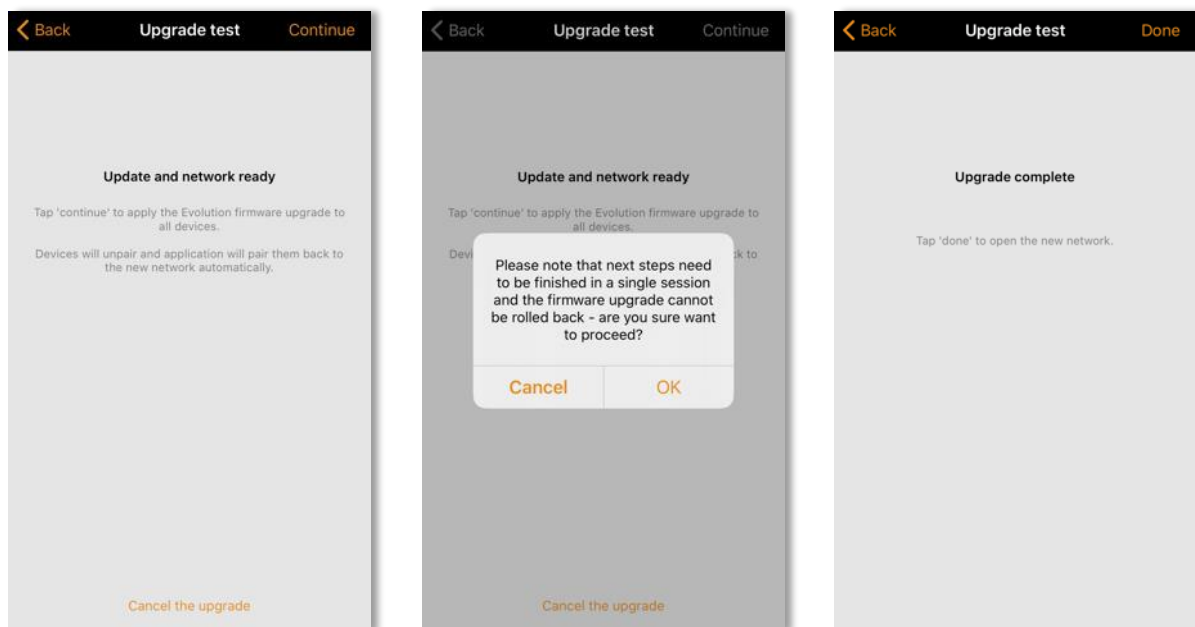 Back
Upgrade test
Continue
Update and network ready
Tap 'continue' to apply the Evolution firmware upgrade to
all devices.
Devices will unpair and application will pair them back to
the new network automatically.
Cancel the upgrade
Back
Upgrade test
Continue
Update and network ready
Tap 'continue' to apply the Evolution firmware upgrade to
all devices.
Please note that next steps need
to be finished in a single session
and the firmware upgrade cannot
be rolled back - are you sure want
to proceed?
Cancel
OK
Cancel the upgrade
Back
Upgrade test
Done
Upgrade complete
Tap 'done' to open the new network.